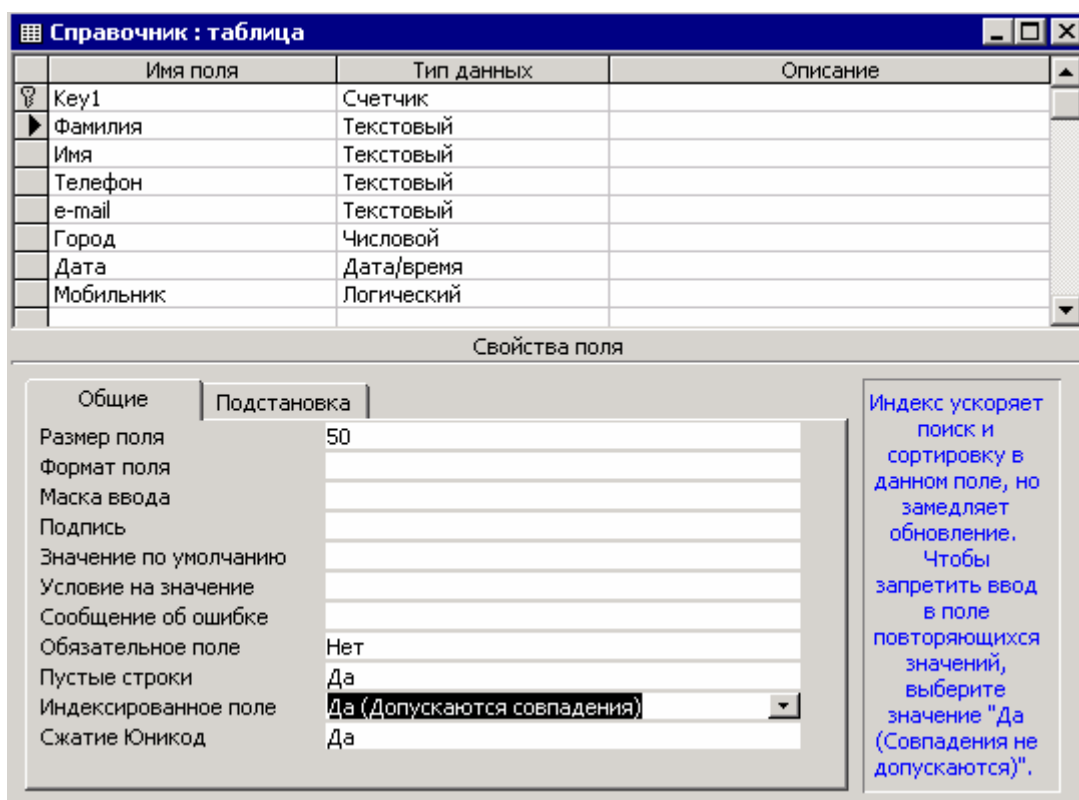 Справочник : таблица
Имя поля Тип данных Описание
Key1 Счетчик
Фамилия Текстовый
Имя Текстовый
Телефон Текстовый
e-mail Текстовый
Город Числовой
Дата Дата/время
Мобильник Логический
Свойства поля
Общие Подстановка
Размер поля 50
Формат поля
Маска ввода
Подпись
Значение по умолчанию
Условие на значение
Сообщение об ошибке
Обязательное поле Нет
Пустые строки Да
Индексированное поле Да (Допускаются совпадения)
Сжатие Юникод Да
Индекс ускоряет
поиск и
сортировку в
данном поле, но
замедляет
обновление.
Чтобы
запретить ввод
в поле
повторяющихся
значений,
выберите
значение "Да
(Совпадения не
допускаются)".